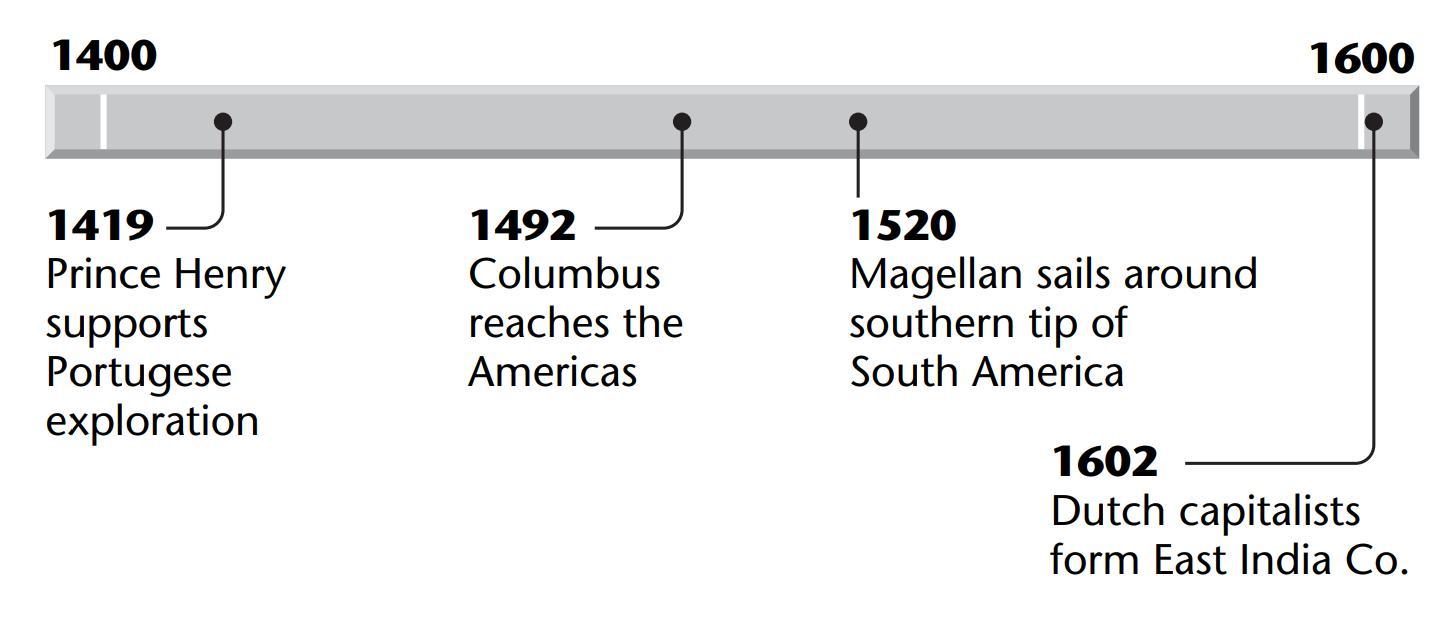 1400
1600
1419
Prince Henry
supports
Portugese
exploration
1492
Columbus
reaches the
Americas
1520
Magellan sails around
southern tip of
South America
1602
Dutch capitalists
form East India Co.